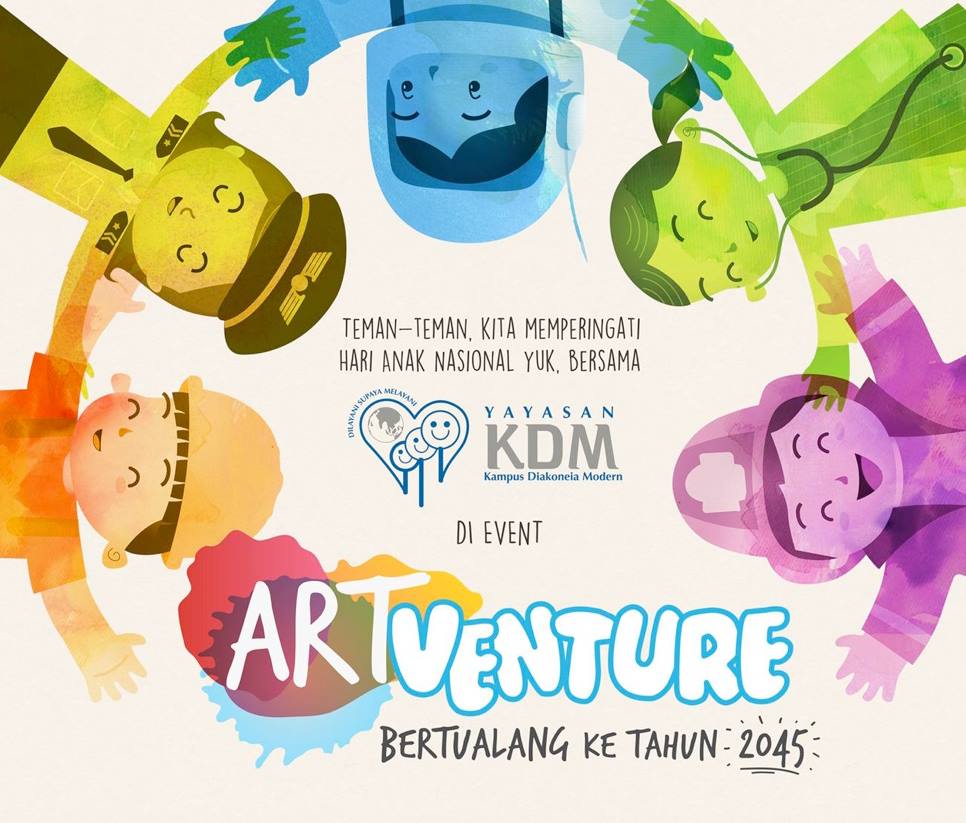 TEMAN-TEMAN, KITA MEMPERINGATI
HARI ANAK NASIONAL YUK, BERSAMA
DILAYANI SUPAYA MELAYANI
YAYASAN
KDM
Kampus Diakoneia Modern
DI EVENT
ARTVENTURE
BERTUALANG KE TAHUN 2045